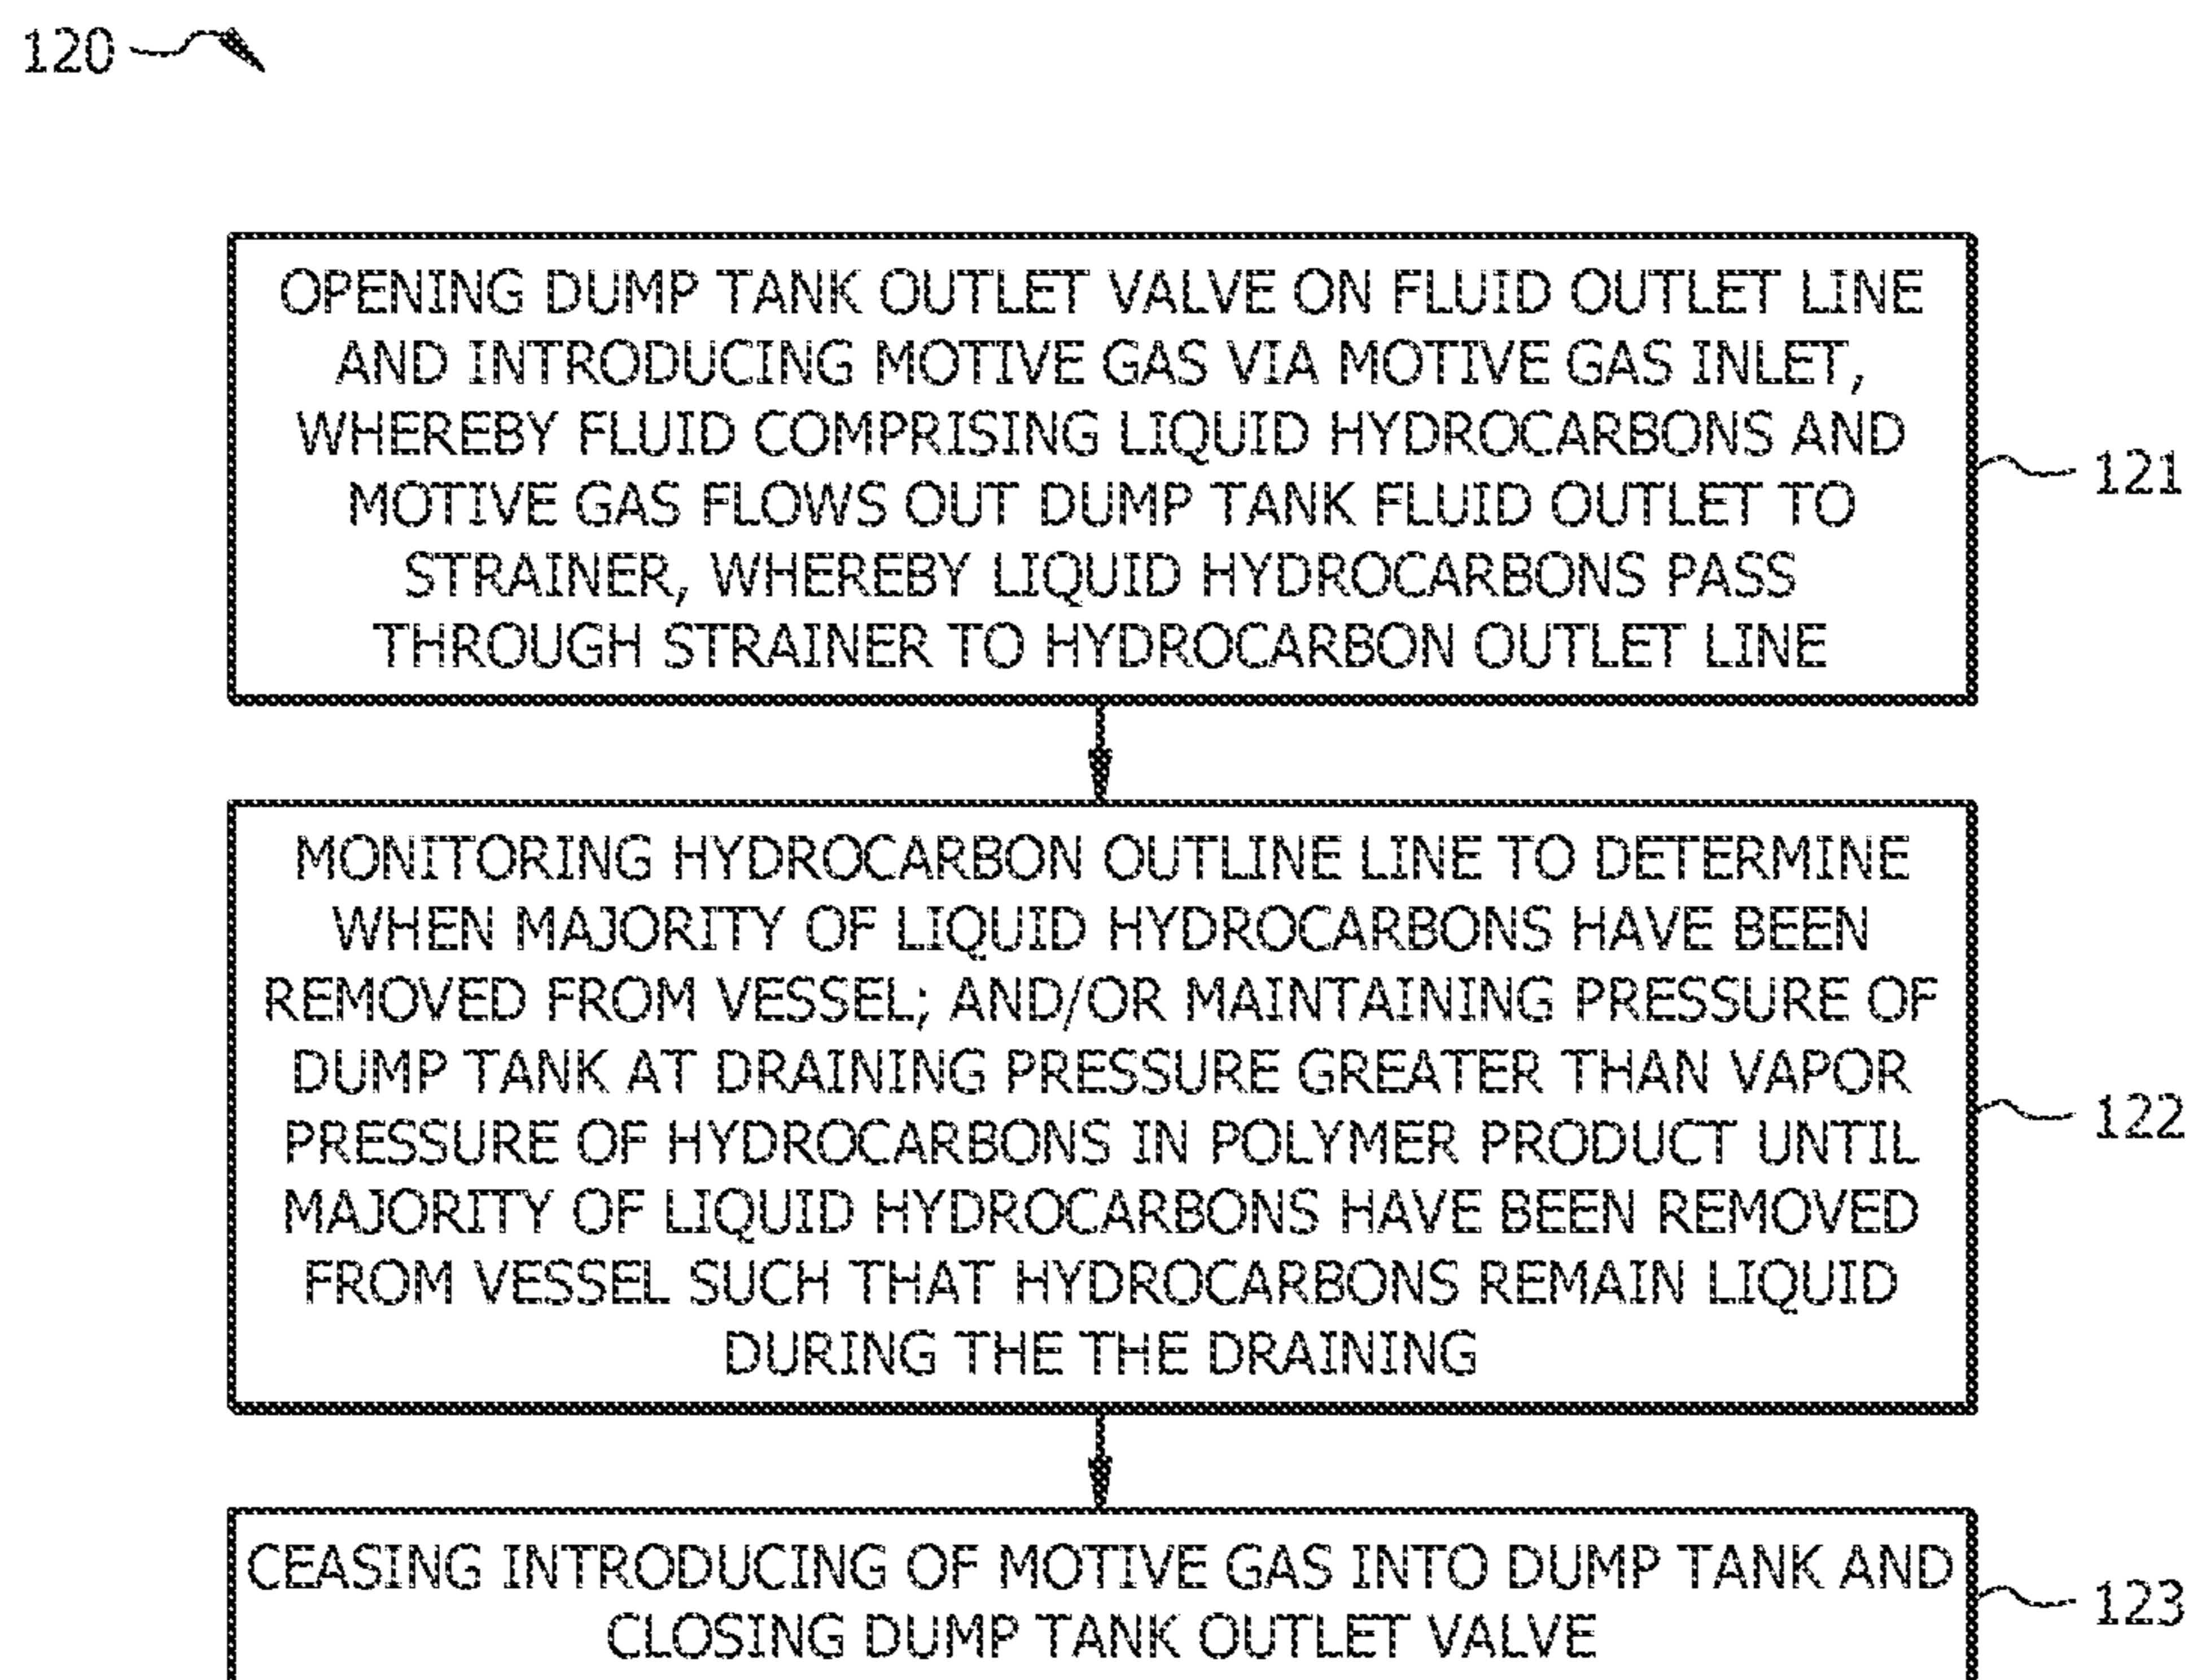 120
OPENING DUMP TANK OUTLET VALVE ON FLUID OUTLET LINE
AND INTRODUCING MOTIVE GAS VIA MOTIVE GAS INLET,
WHEREBY FLUID COMPRISING LIQUID HYDROCARBONS AND
MOTIVE GAS FLOWS OUT DUMP TANK FLUID OUTLET TO
STRAINER, WHEREBY LIQUID HYDROCARBONS PASS
THROUGH STRAINER TO HYDROCARBON OUTLET LINE
121
MONITORING HYDROCARBON OUTLINE LINE TO DETERMINE
WHEN MAJORITY OF LIQUID HYDROCARBONS HAVE BEEN
REMOVED FROM VESSEL; AND/OR MAINTAINING PRESSURE OF
DUMP TANK AT DRAINING PRESSURE GREATER THAN VAPOR
PRESSURE OF HYDROCARBONS IN POLYMER PRODUCT UNTIL
MAJORITY OF LIQUID HYDROCARBONS HAVE BEEN REMOVED
FROM VESSEL SUCH THAT HYDROCARBONS REMAIN LIQUID
DURING THE THE DRAINING
122
CEASING INTRODUCING OF MOTIVE GAS INTO DUMP TANK AND
CLOSING DUMP TANK OUTLET VALVE
123